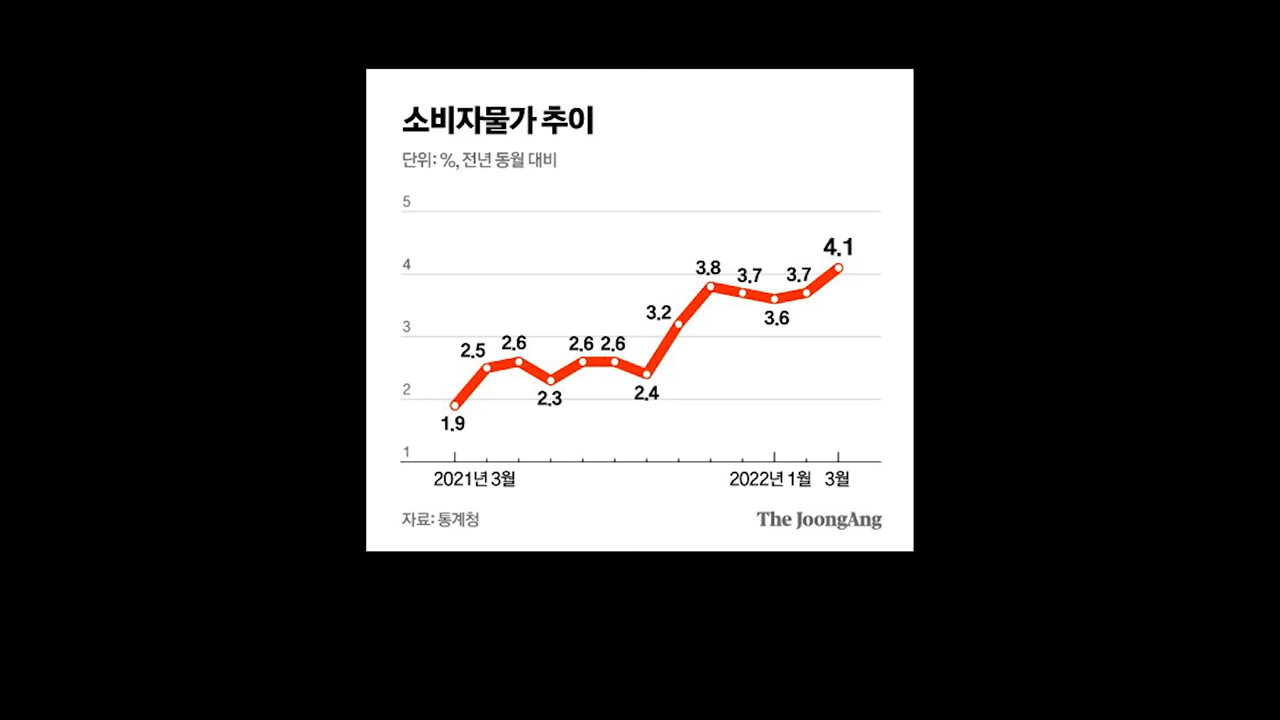 소비자물가 추이
단위: %, 전년 동월 대비
5
4
3
2
1
1.9
2.5
2.6
2.3
2.6
2.6
2.4
3.2
3.8
3.7
3.6
3.7
4.1
2021년 3월
2022년 1월
3월
자료: 통계청
The JoongAng